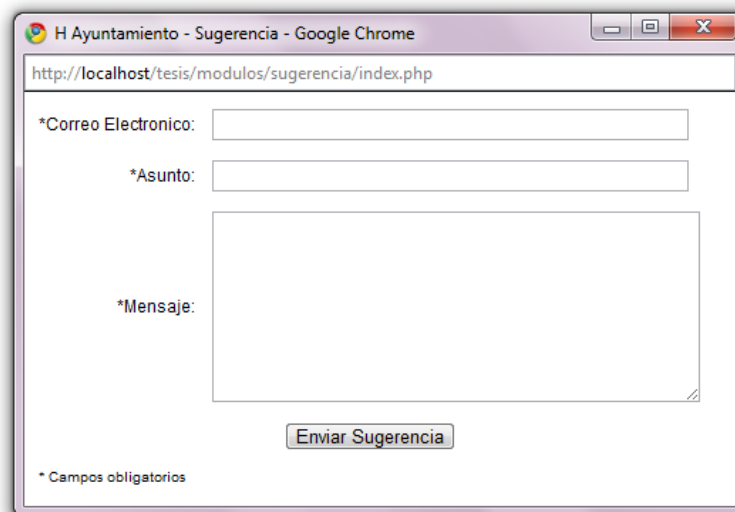 H Ayuntamiento - Sugerencia - Google Chrome
http://localhost/tesis/modulos/sugerencia/index.php
*Correo Electronico:
*Asunto:
*Mensaje:
Enviar Sugerencia
* Campos obligatorios